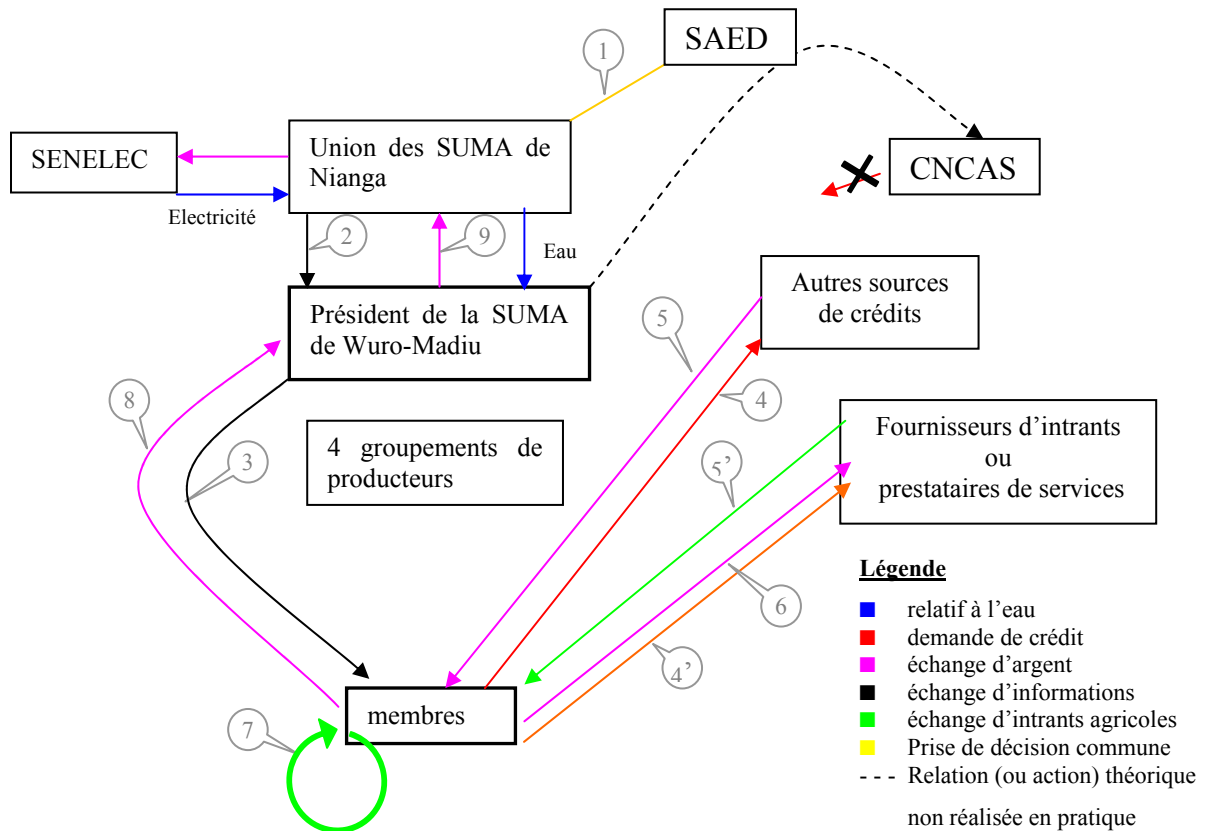 SAED
1
SENELEC
Union des SUMA de
Nianga
CNCAS
Electricité
2
9
Eau
Président de la SUMA
de Wuro-Madiu
Autres sources
de crédits
5
4
8
3
4 groupements de
producteurs
5’
Fournisseurs d’intrants
ou
prestataires de services
6
4’
membres
7
Légende
relatif à l’eau
demande de crédit
échange d’argent
échange d’informations
échange d’intrants agricoles
Prise de décision commune
- - - Relation (ou action) théorique
non réalisée en pratique